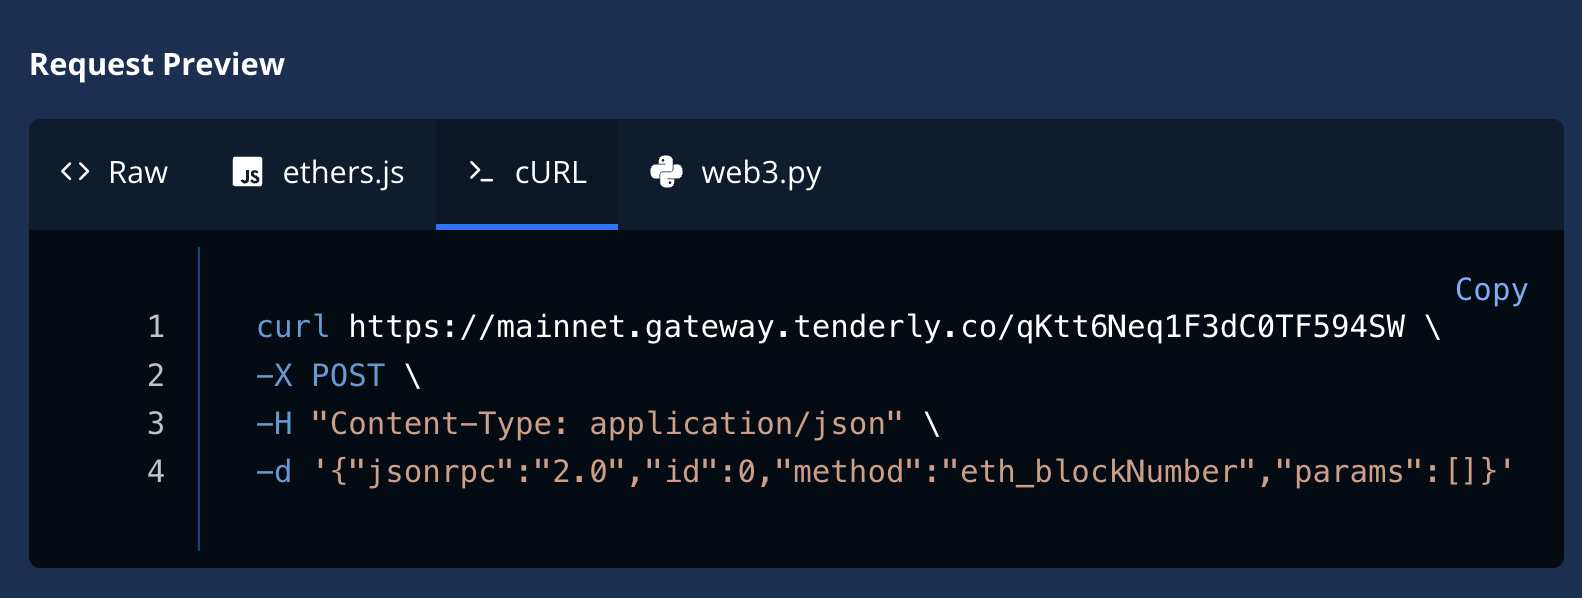 Request Preview
Raw
JS ethers.js
cURL
web3.py
Copy
1 curl https://mainnet.gateway.tenderly.co/qKtt6Neq1F3dC0TF594SW \
2 -X POST \
3 -H "Content-Type: application/json" \
4 -d '{"jsonrpc":"2.0","id":0,"method":"eth_blockNumber","params":[]}'